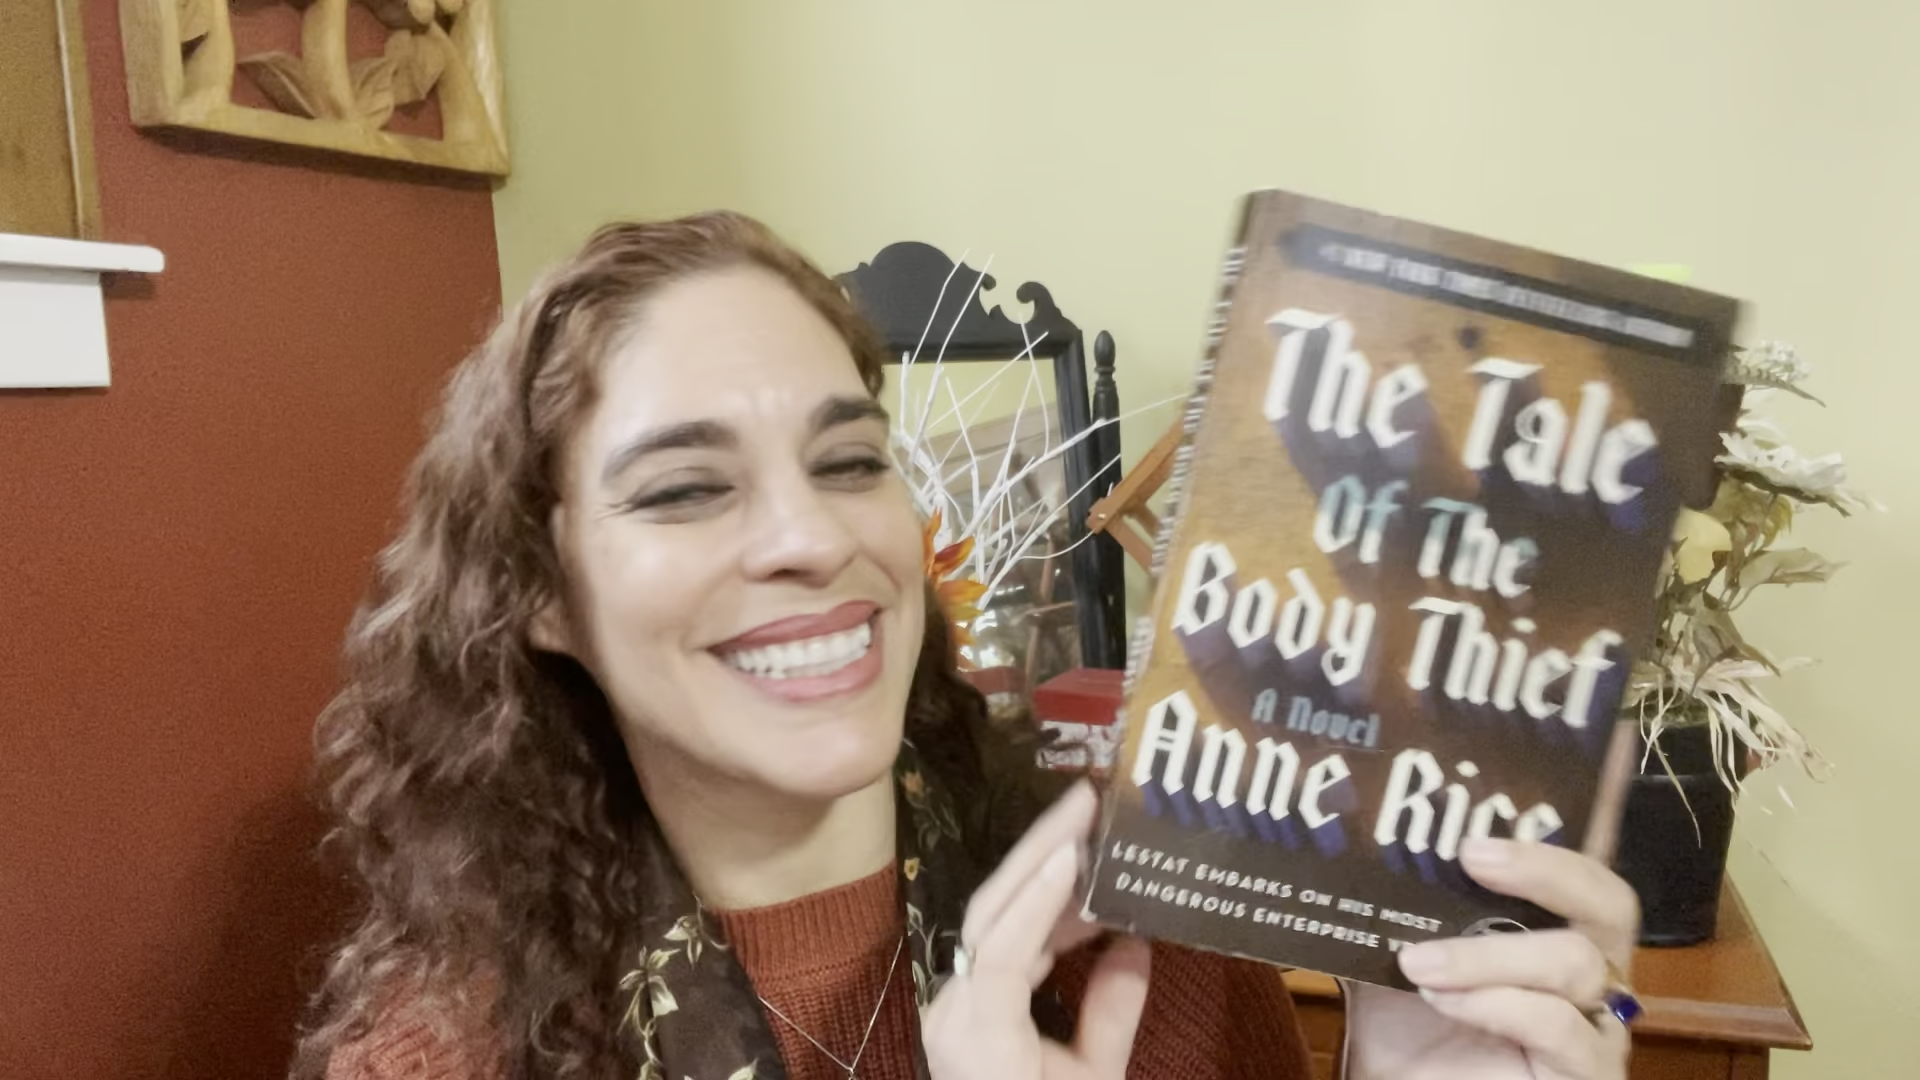 The Tale
Of The
Body Thief
A Novel
Anne Rice
LESTAT EMBARKS ON HIS MOST
DANGEROUS ENTERPRISE